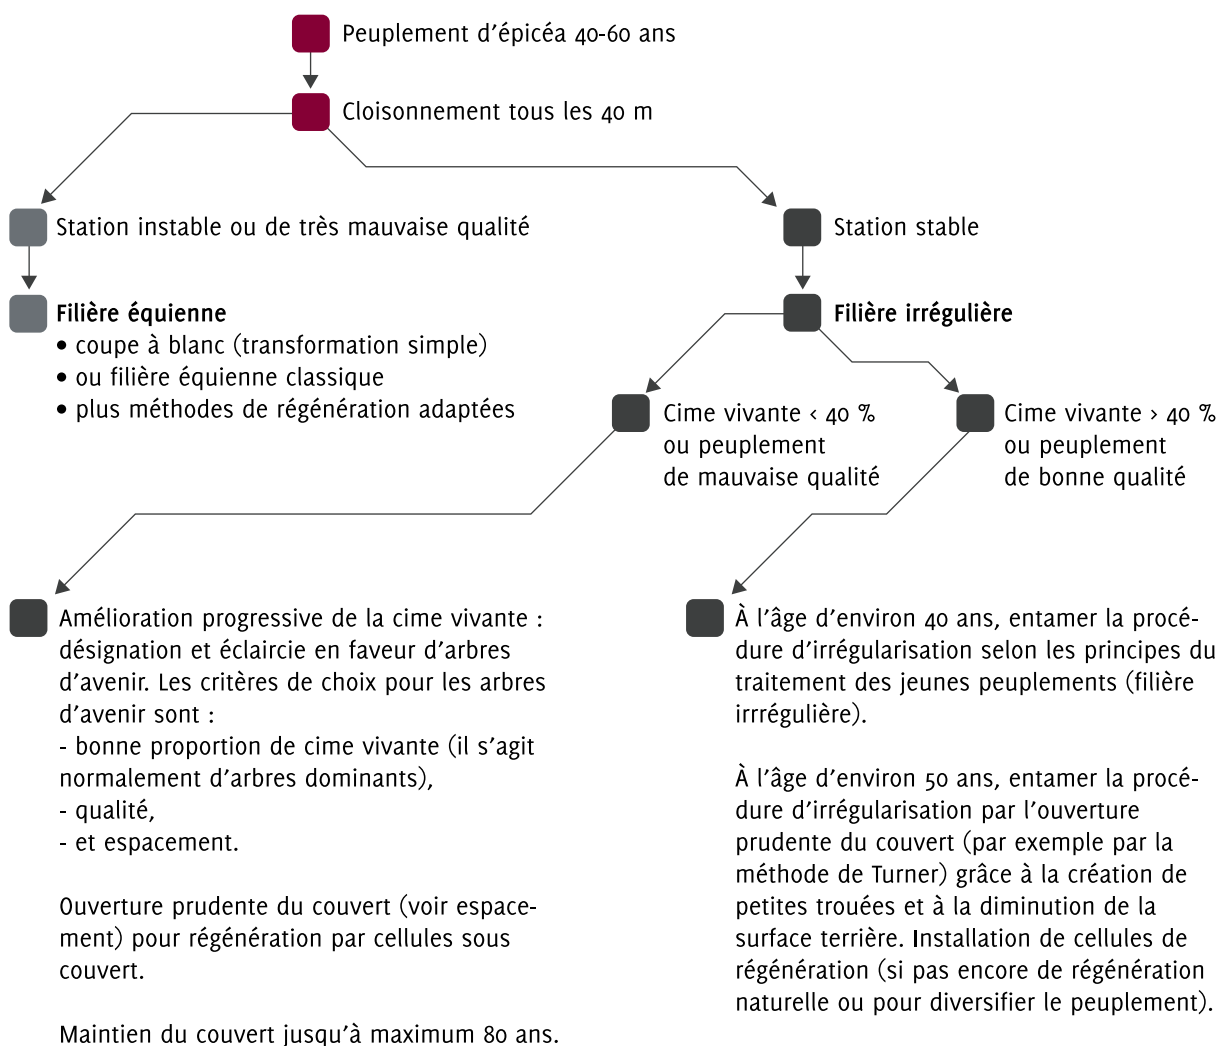 Peuplement d'épicéa 40-60 ans
Cloisonnement tous les 40 m
Station instable ou de très mauvaise qualité
Station stable
Filière équienne
• coupe à blanc (transformation simple)
• ou filière équienne classique
• plus méthodes de régénération adaptées
Filière irrégulière
Cime vivante < 40 %
ou peuplement
de mauvaise qualité
Cime vivante > 40 %
ou peuplement
de bonne qualité
Amélioration progressive de la cime vivante :
désignation et éclaircie en faveur d'arbres
d'avenir. Les critères de choix pour les arbres
d'avenir sont :
- bonne proportion de cime vivante (il s'agit
normalement d'arbres dominants),
- qualité,
- et espacement.
Ouverture prudente du couvert (voir espace-
ment) pour régénération par cellules sous
couvert.
Maintien du couvert jusqu'à maximum 80 ans.
À l'âge d'environ 40 ans, entamer la procé-
dure d'irrégularisation selon les principes du
traitement des jeunes peuplements (filière
irrrégulière).
À l'âge d'environ 50 ans, entamer la procé-
dure d'irrégularisation par l'ouverture
prudente du couvert (par exemple par la
méthode de Turner) grâce à la création de
petites trouées et à la diminution de la
surface terrière. Installation de cellules de
régénération (si pas encore de régénération
naturelle ou pour diversifier le peuplement).